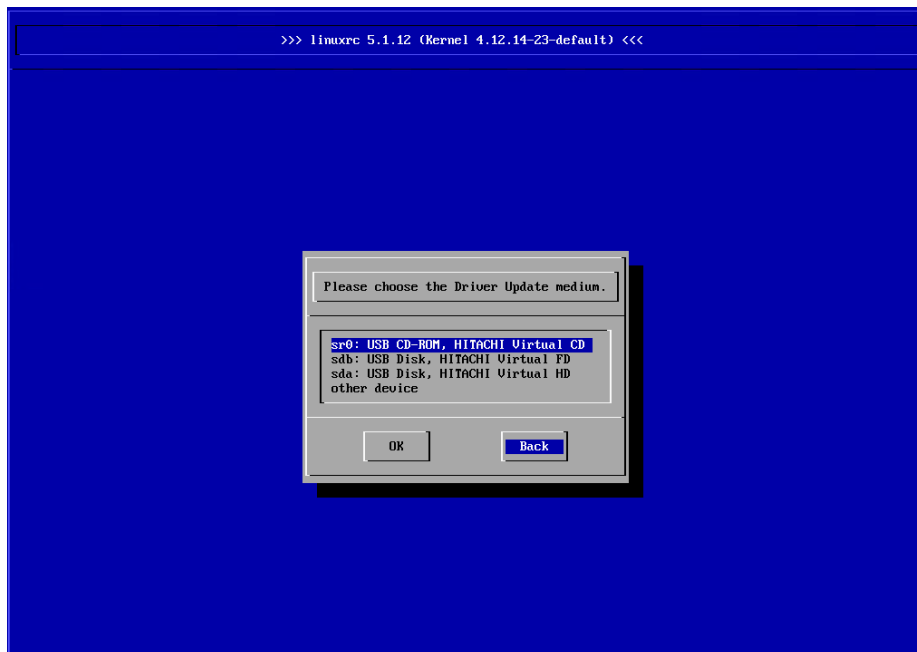 >>> linuxrc 5.1.12 (Kernel 4.12.14-23-default) <<<
Please choose the Driver Update medium.
sr0: USB CD-ROM, HITACHI Virtual CD
sdb: USB Disk, HITACHI Virtual FD
sda: USB Disk, HITACHI Virtual HD
other device
OK Back